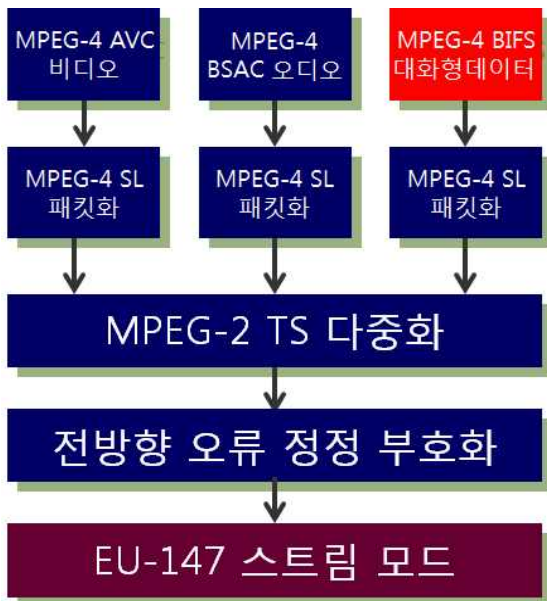 MPEG-4 AVC
비디오
MPEG-4
BSAC 오디오
MPEG-4 BIFS
대화형데이터
MPEG-4 SL
패킷화
MPEG-4 SL
패킷화
MPEG-4 SL
패킷화
MPEG-2 TS 다중화
전방향 오류 정정 부호화
EU-147 스트림 모드